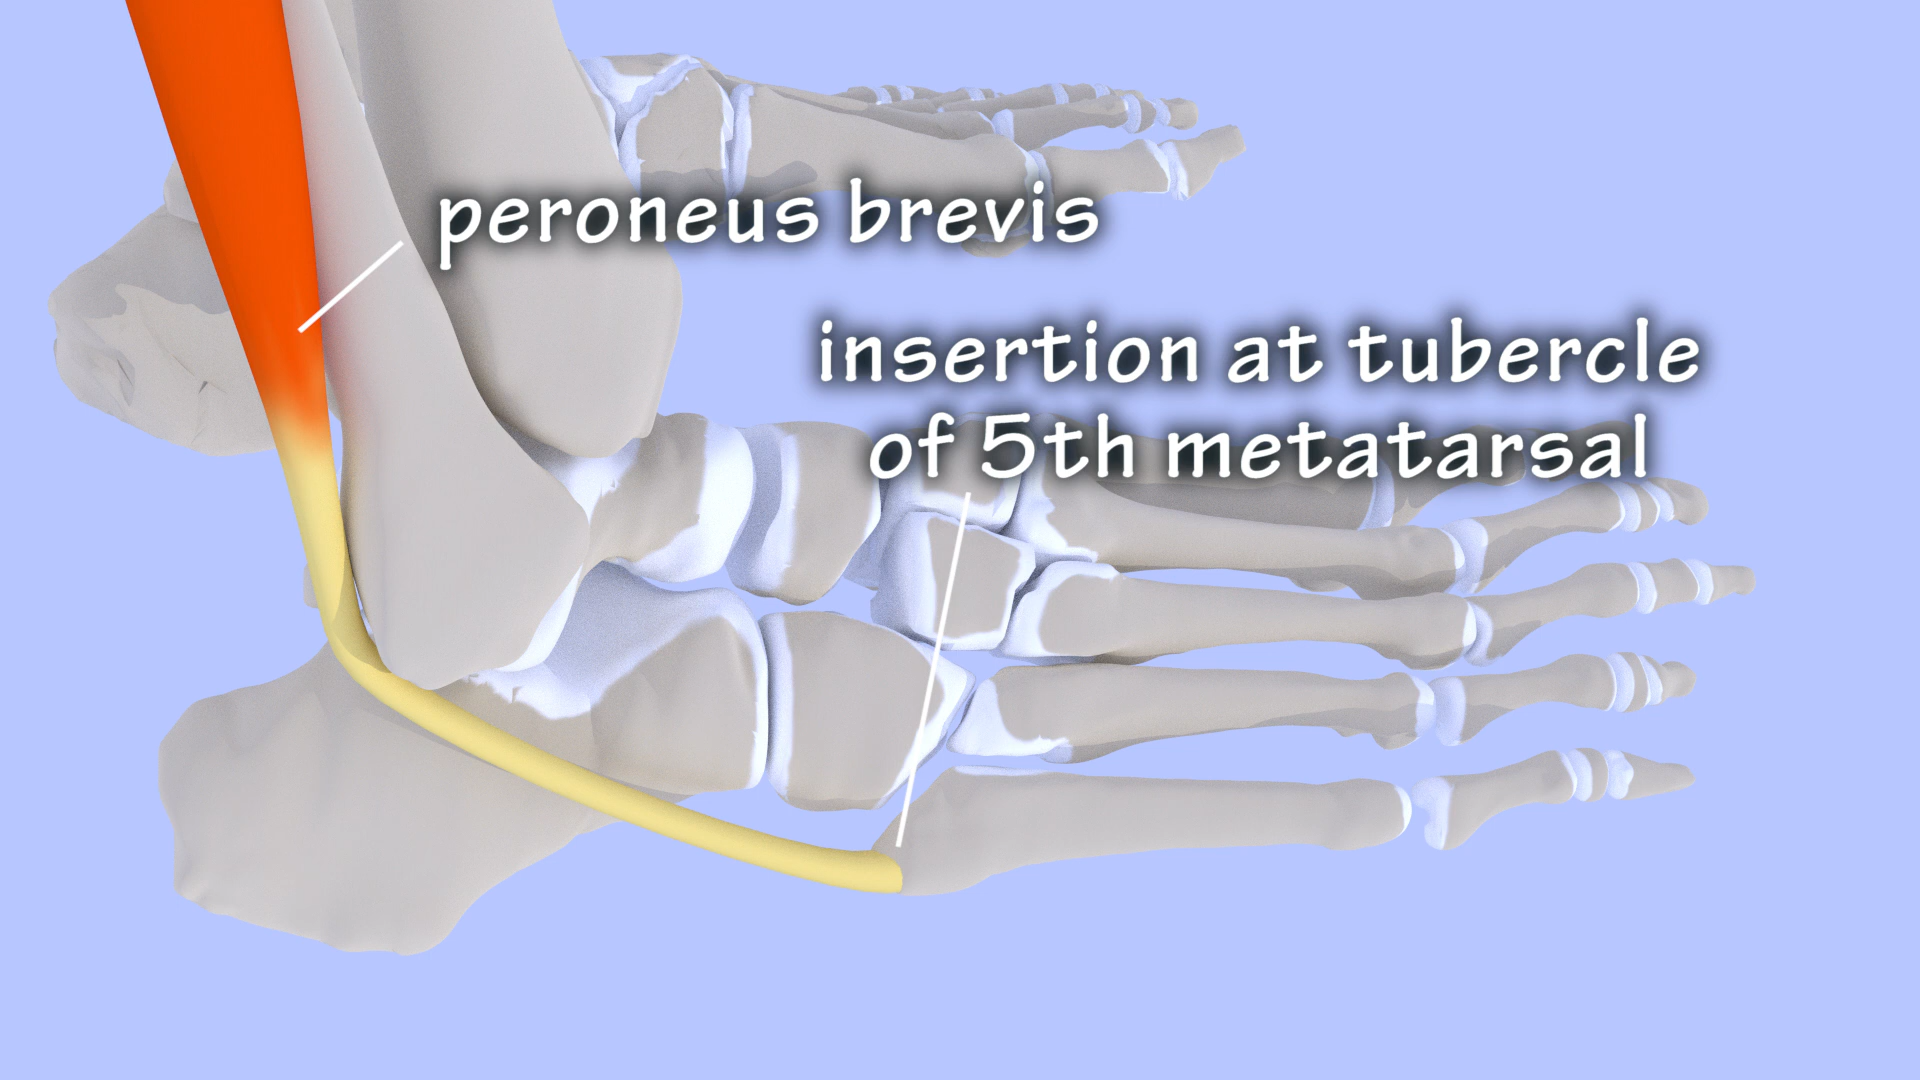 peroneus brevis
insertion at tubercle
of 5th metatarsal